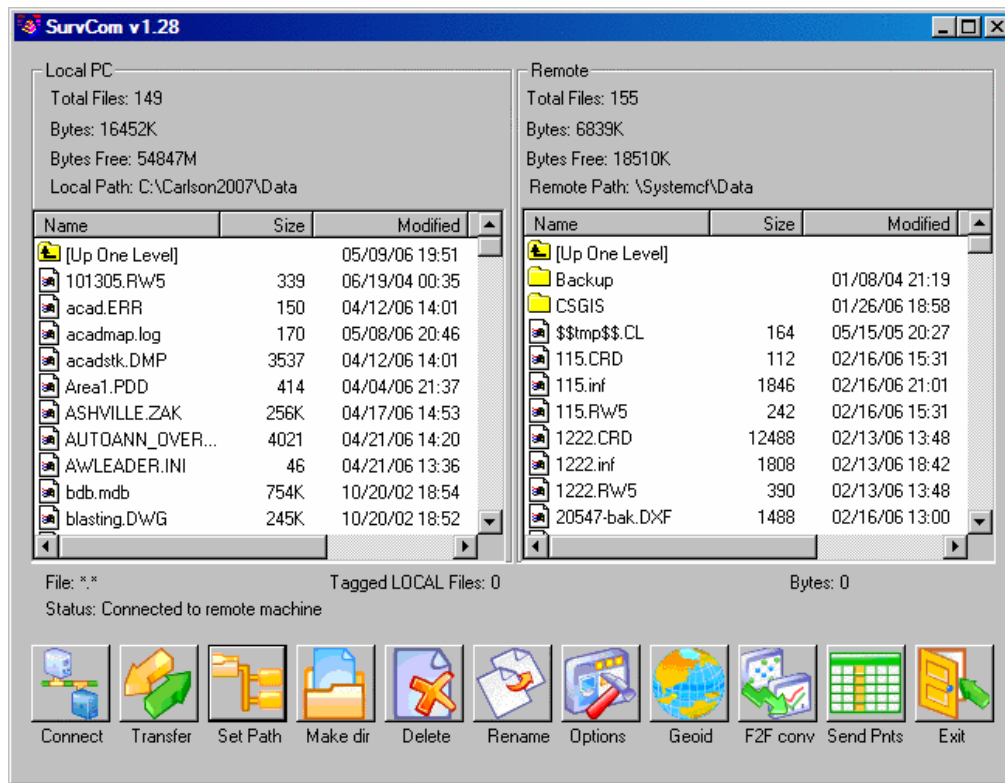 SurvCom v1.28
Local PC
Total Files: 149
Bytes: 16452K
Bytes Free: 54847M
Local Path: C:\Carlson2007\Data
Name Size Modified
[Up One Level] 05/09/06 19:51
101305.RW5 339 06/19/04 00:35
acad.ERR 150 04/12/06 14:01
acadmap.log 170 05/08/06 20:46
acadstk.DMP 3537 04/12/06 14:01
Area1.PDD 414 04/04/06 21:37
ASHVILLE.ZAK 256K 04/17/06 14:53
AUTOANN_OVER... 4021 04/21/06 14:20
AWLEADER.INI 46 04/21/06 13:36
bdb.mdb 754K 10/20/02 18:54
blasting.DWG 245K 10/20/02 18:52
Remote
Total Files: 155
Bytes: 6839K
Bytes Free: 18510K
Remote Path: \Systemcf\Data
Name Size Modified
[Up One Level]
Backup 01/08/04 21:19
CSGIS 01/26/06 18:58
$$tmp$$.CL 164 05/15/05 20:27
115.CRD 112 02/16/06 15:31
115.inf 1846 02/16/06 21:01
115.RW5 242 02/16/06 15:31
1222.CRD 12488 02/13/06 13:48
1222.inf 1808 02/13/06 18:42
1222.RW5 390 02/13/06 13:48
20547-bak.DXF 1488 02/16/06 13:00
File: *.* Tagged LOCAL Files: 0 Bytes: 0
Status: Connected to remote machine
Connect Transfer Set Path Make dir Delete Rename Options Geoid F2F conv Send Pnts Exit